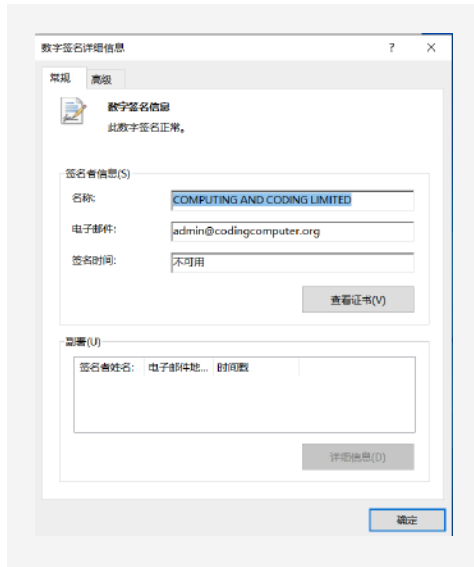 数字签名详细信息 ? ×
常规 高级
数字签名信息
此数字签名正常。
签名者信息(S)
名称: COMPUTING AND CODING LIMITED
电子邮件: admin@codingcomputer.org
签名时间: 不可用
查看证书(V)
副署(U)
签名者姓名: 电子邮件地... 时间戳
详细信息(D)
确定